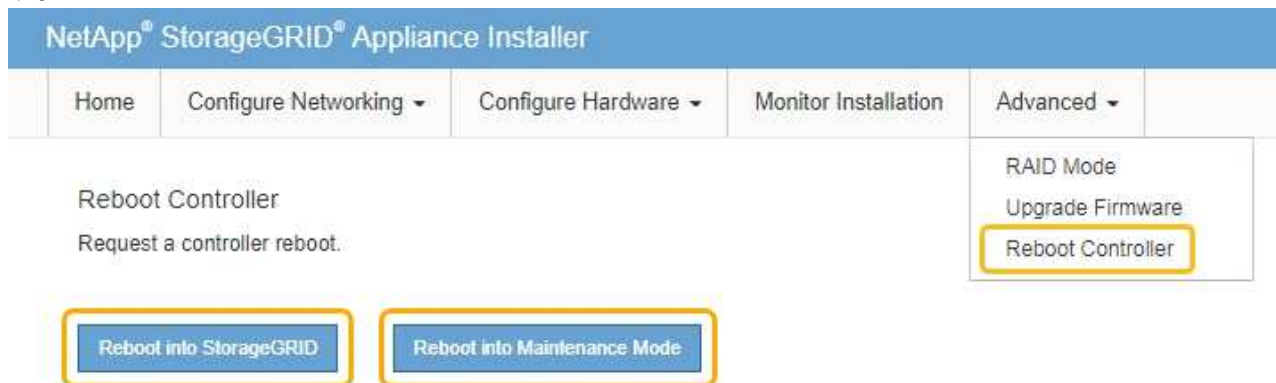 NetApp® StorageGRID® Appliance Installer
Home Configure Networking Configure Hardware Monitor Installation Advanced
RAID Mode
Upgrade Firmware
Reboot Controller
Reboot Controller
Request a controller reboot.
Reboot into StorageGRID Reboot into Maintenance Mode